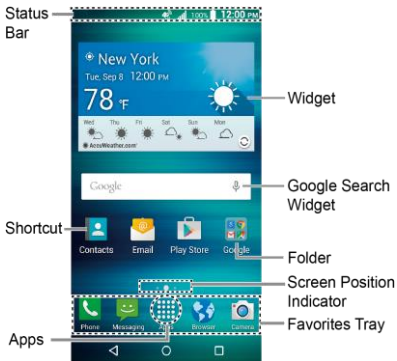 Status Bar
100% 12:00 PM
New York
Tue, Sep 8 12:00 PM
78 °F
Widget
Wed Thu Fri Sat Sun Mon
AccuWeather.com
Google
Google Search Widget
Shortcut
Contacts Email Play Store Google
Folder
Screen Position Indicator
Phone Messaging Apps Browser Camera
Favorites Tray
Apps